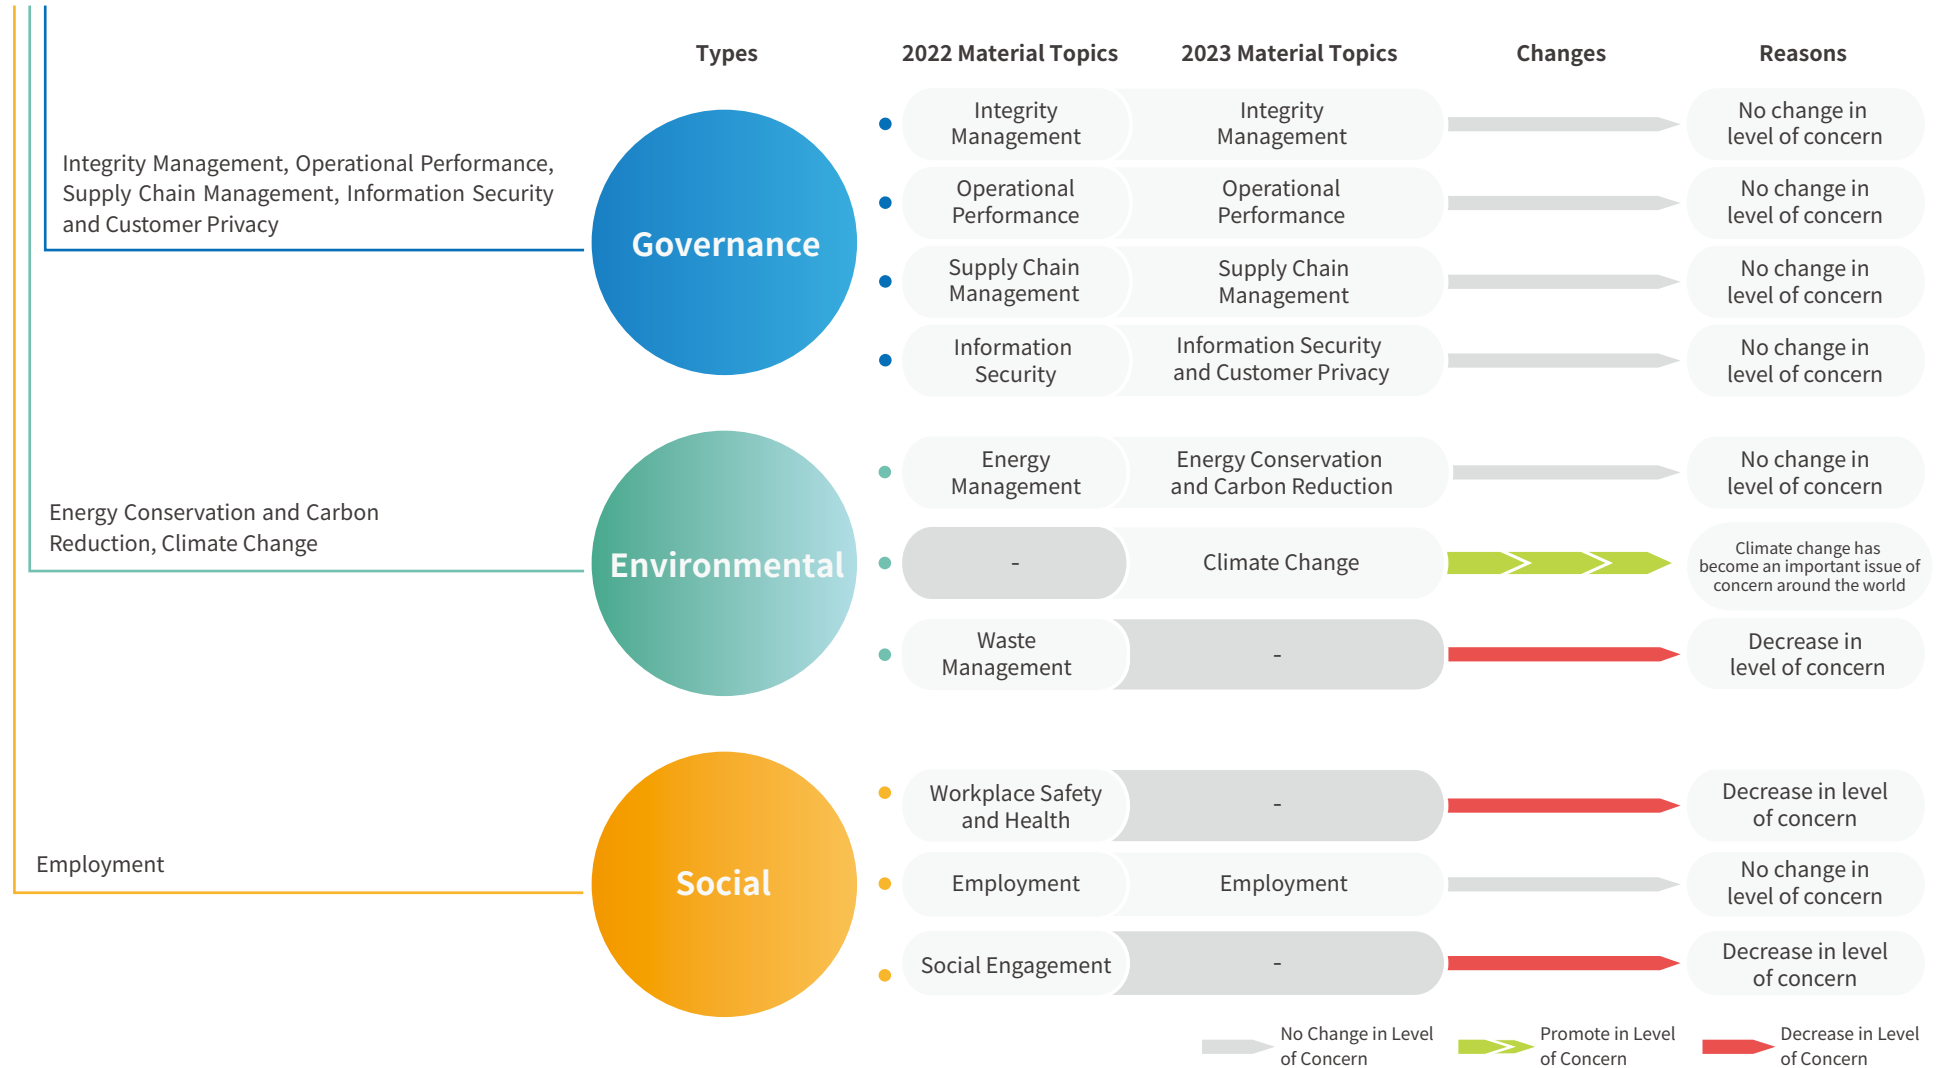 Types
2022 Material Topics
2023 Material Topics
Changes
Reasons
Integrity Management, Operational Performance,
Supply Chain Management, Information Security
and Customer Privacy
Governance
Integrity
Management
Integrity
Management
No change in
level of concern
Operational
Performance
Operational
Performance
No change in
level of concern
Supply Chain
Management
Supply Chain
Management
No change in
level of concern
Information
Security
Information Security
and Customer Privacy
No change in
level of concern
Energy Conservation and Carbon
Reduction, Climate Change
Environmental
Energy
Management
Energy Conservation
and Carbon Reduction
No change in
level of concern
-
Climate Change
Climate change has
become an important issue of
concern around the world
Waste
Management
-
Decrease in
level of concern
Employment
Social
Workplace Safety
and Health
-
Decrease in level
of concern
Employment
Employment
No change in
level of concern
Social Engagement
-
Decrease in level
of concern
No Change in Level
of Concern
Promote in Level
of Concern
Decrease in Level
of Concern